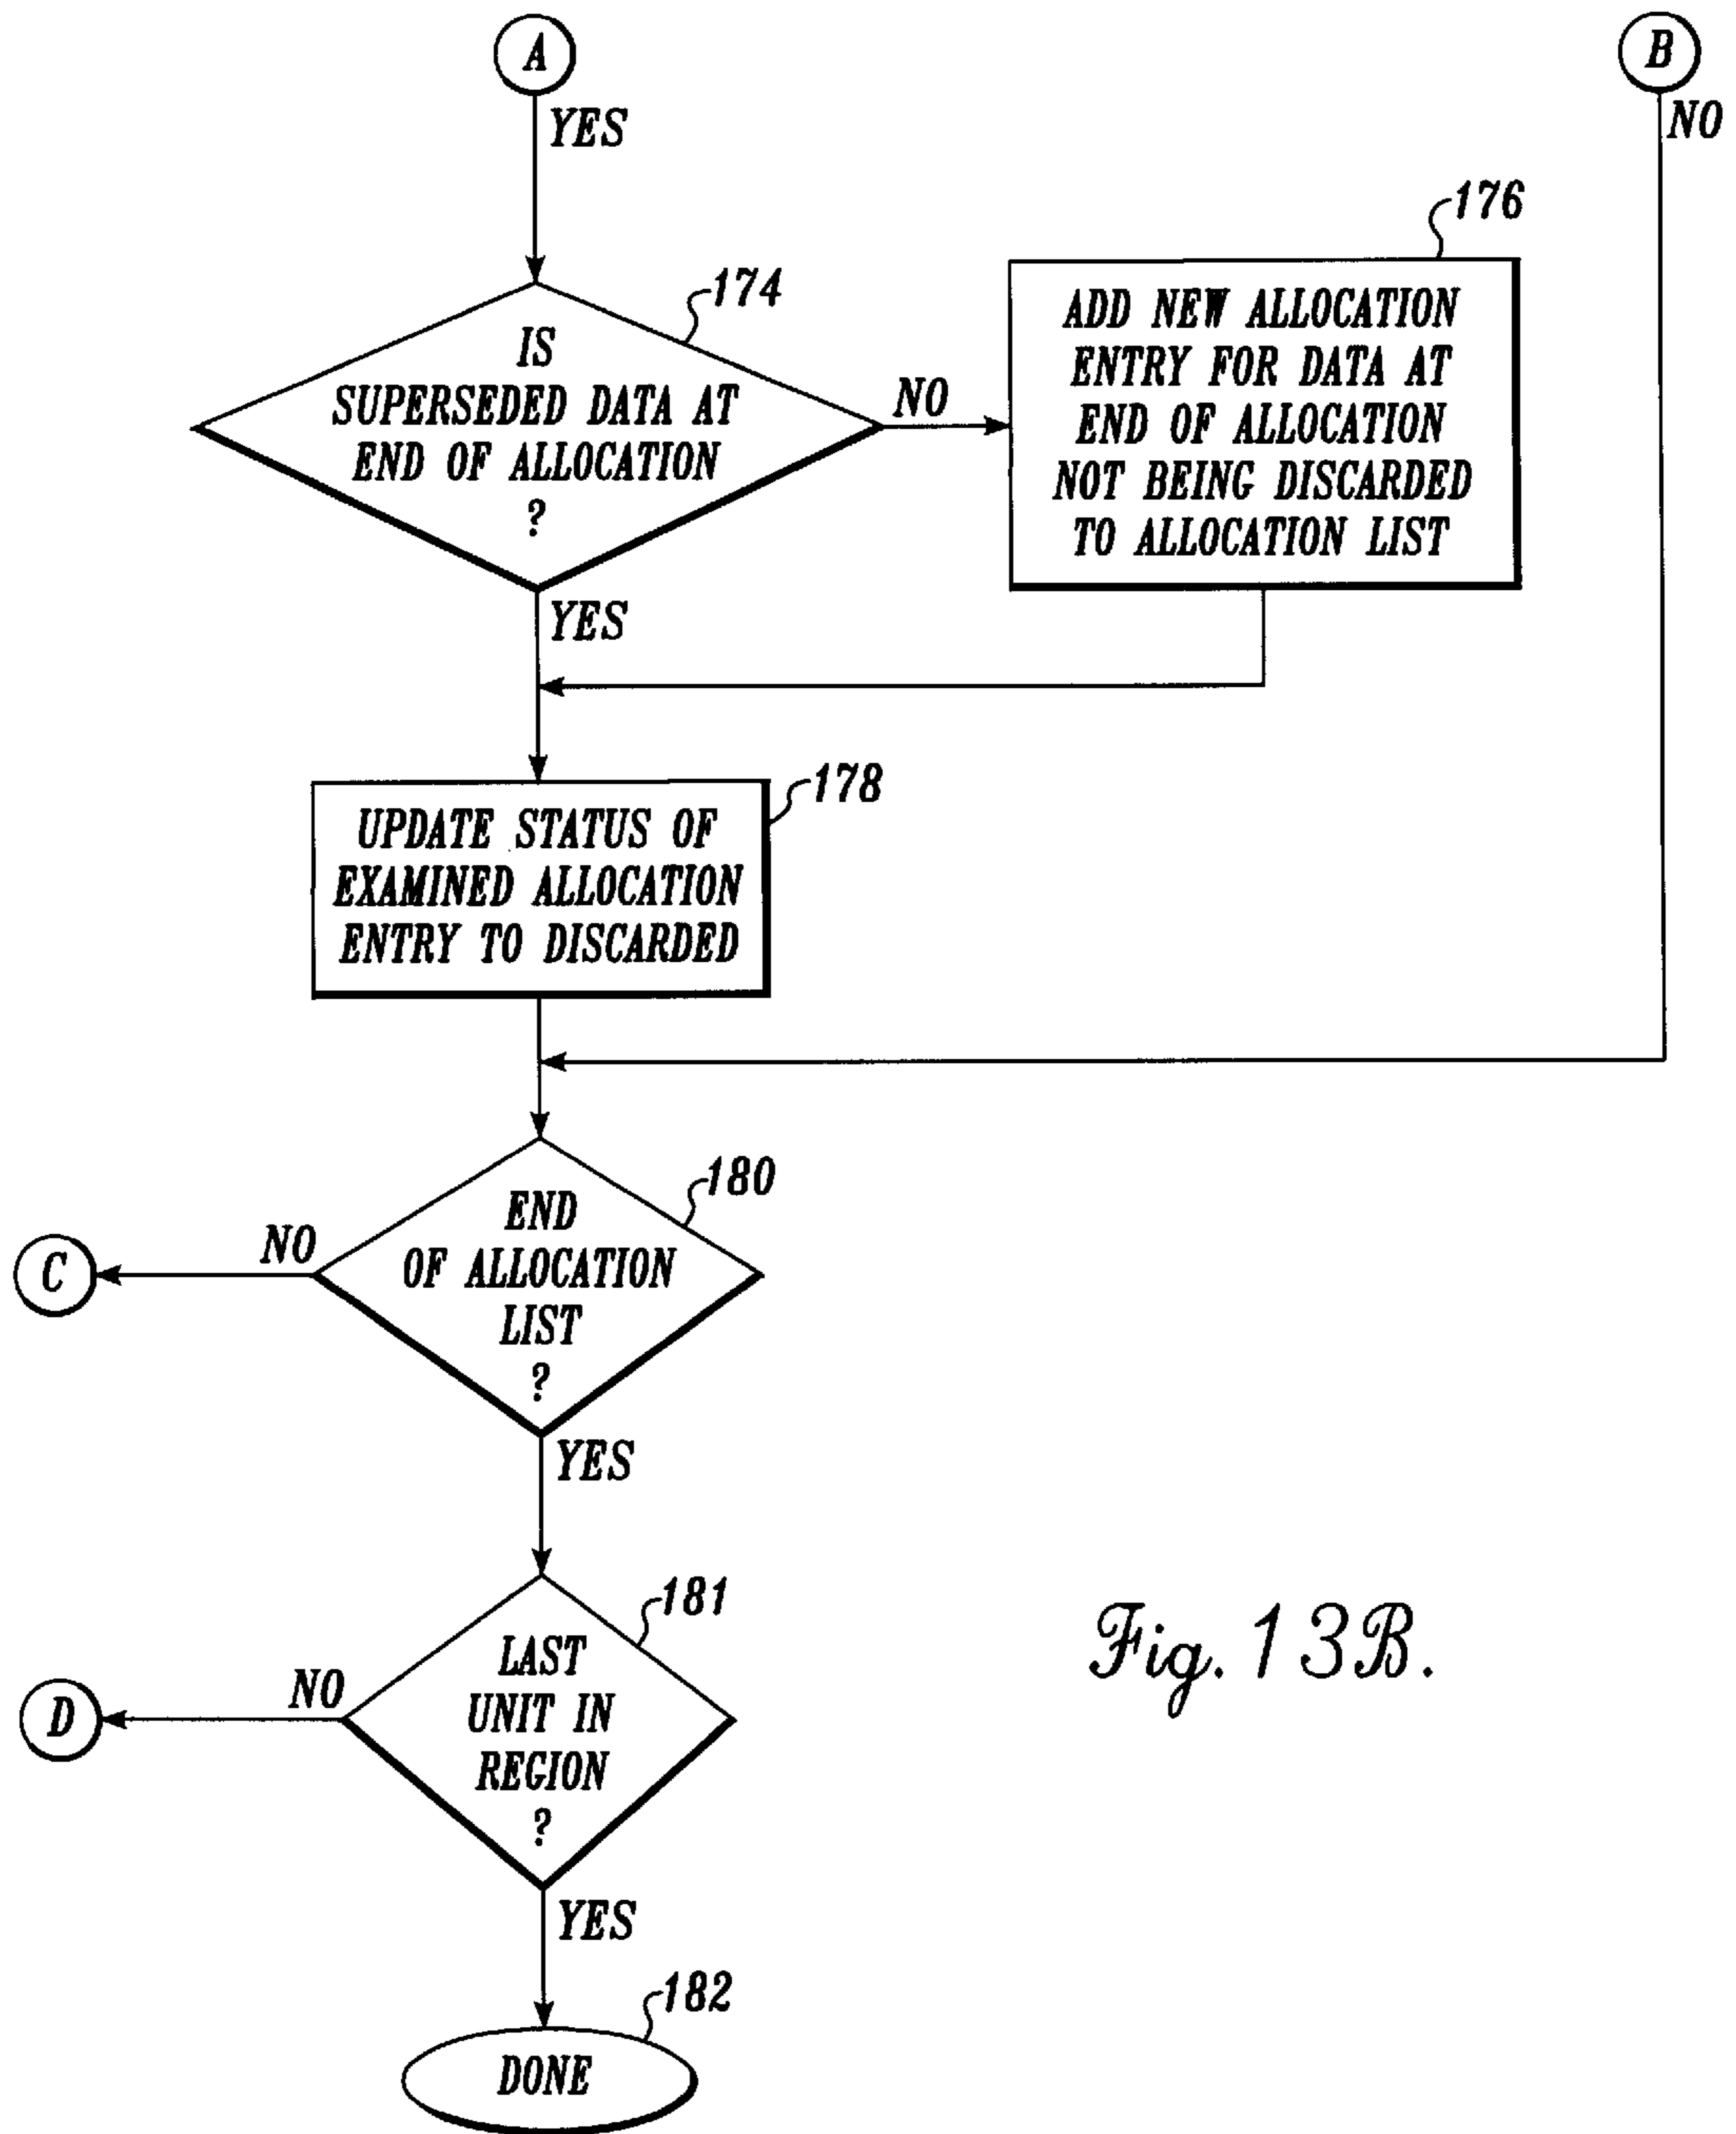 A
B
YES
NO
176
174
IS
SUPERSEDED DATA AT
END OF ALLOCATION
?
NO
ADD NEW ALLOCATION
ENTRY FOR DATA AT
END OF ALLOCATION
NOT BEING DISCARDED
TO ALLOCATION LIST
YES
178
UPDATE STATUS OF
EXAMINED ALLOCATION
ENTRY TO DISCARDED
180
END
OF ALLOCATION
LIST
?
NO
C
YES
181
LAST
UNIT IN
REGION
?
NO
D
Fig. 13B.
YES
182
DONE